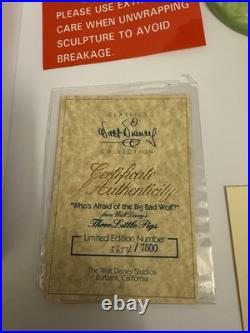 PLEASE USE EXT
CARE WHEN UNWRAPPING
SCULPTURE TO AVOID
BREAKAGE.
CLASSICS
Walt Disney
COLLECTION
Certificate
of Authenticity
"Who's Afraid of the Big Bad Wolf?"
from Walt Disney's
Three Little Pigs
Limited Edition Number
/7500
The Walt Disney Studios
Burbank, California